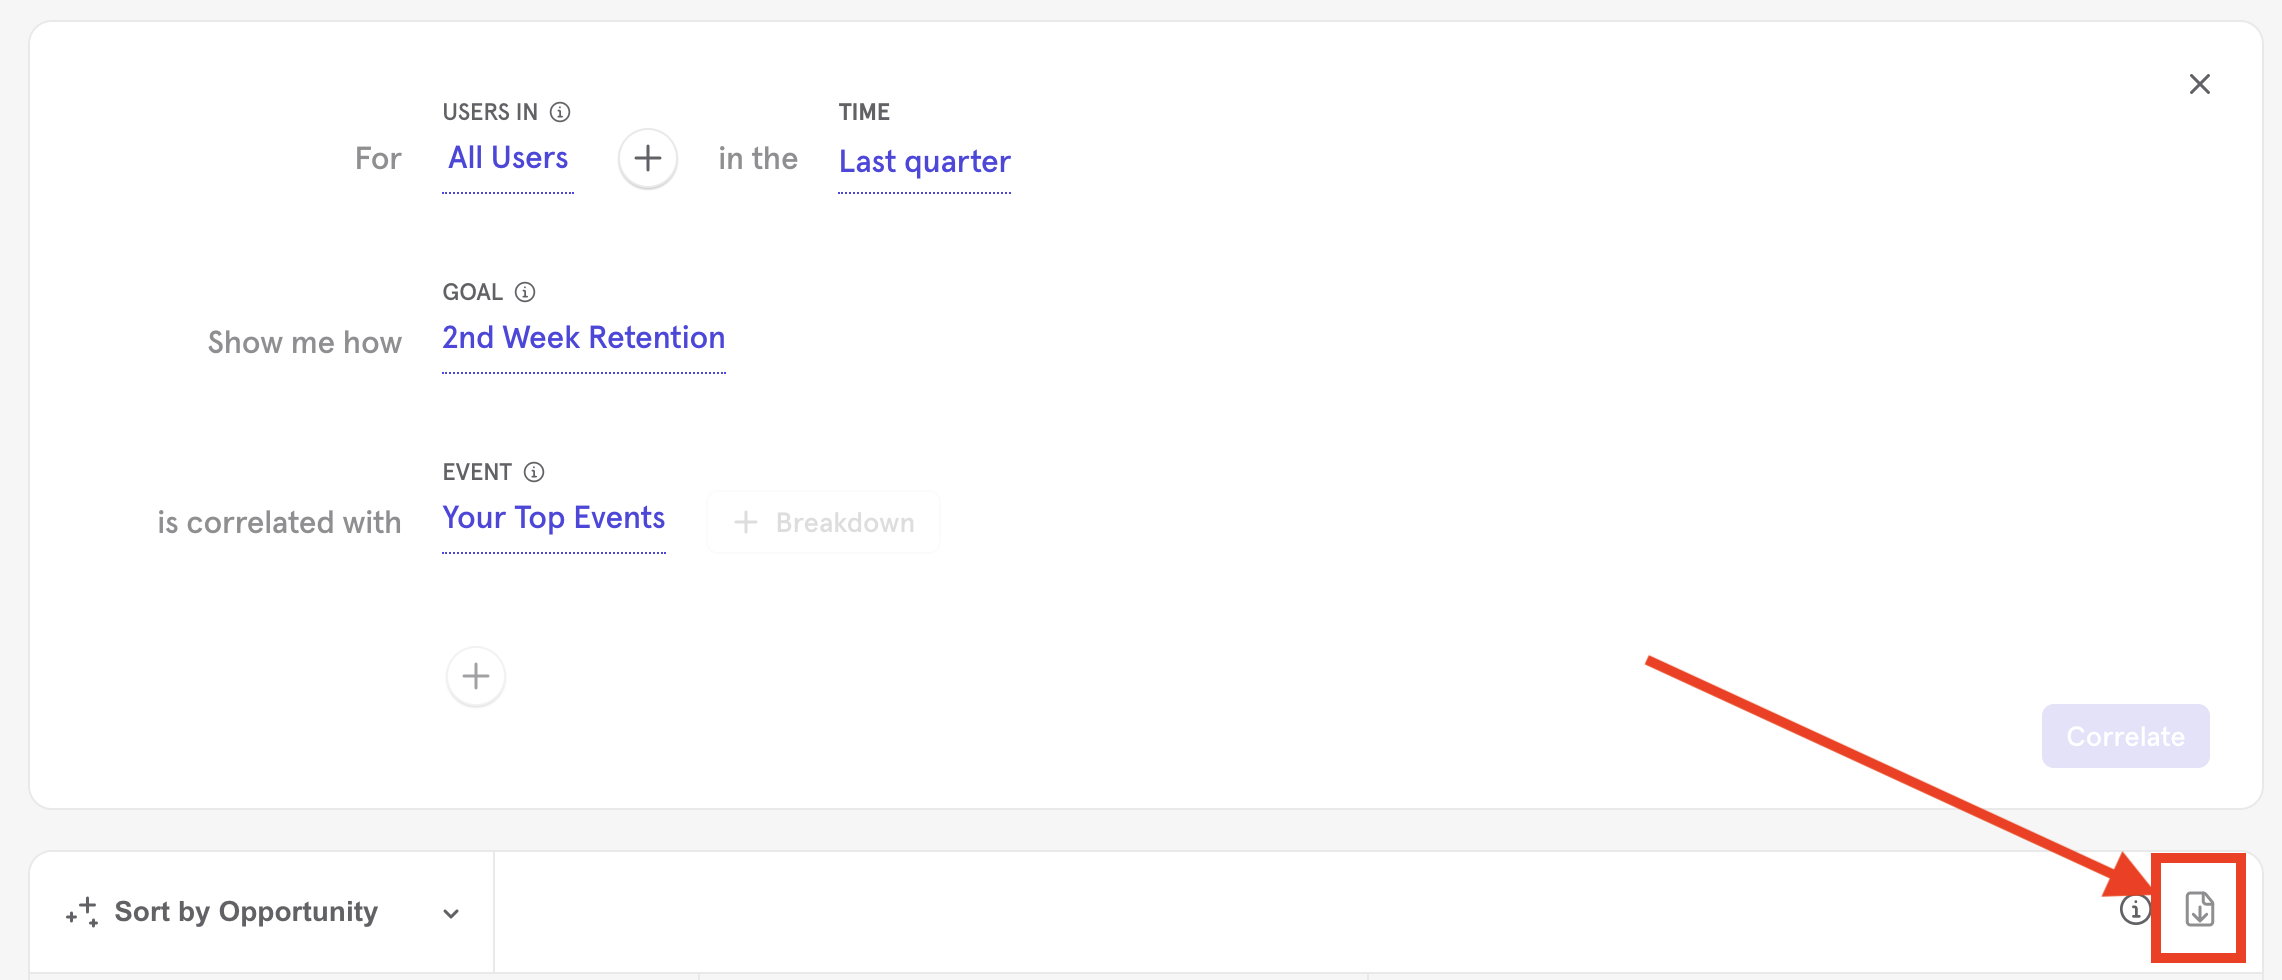 USERS IN
TIME
For All Users in the Last quarter
GOAL
Show me how 2nd Week Retention
EVENT
is correlated with Your Top Events Breakdown
Correlate
Sort by Opportunity